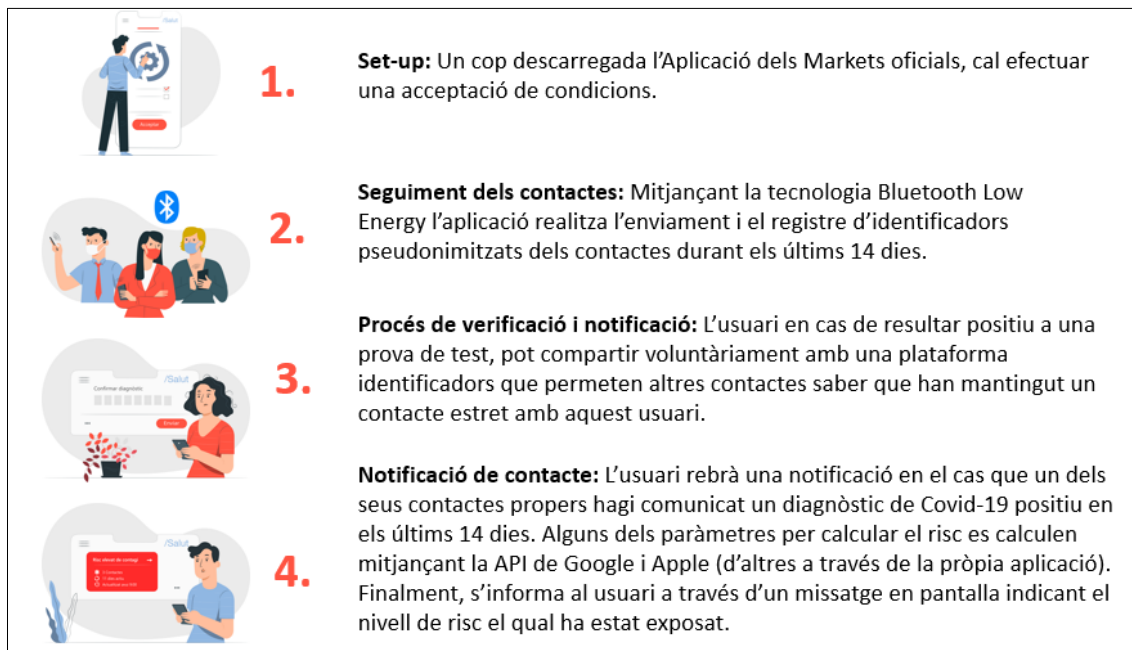 /Salut
Acceptar
1.
Set-up: Un cop descarregada l’Aplicació dels Markets oficials, cal efectuar
una acceptació de condicions.
2.
Seguiment dels contactes: Mitjançant la tecnologia Bluetooth Low
Energy l’aplicació realitza l’enviament i el registre d’identificadors
pseudonimitzats dels contactes durant els últims 14 dies.
/Salut
Confirmar diagnòstic
Enviar
3.
Procés de verificació i notificació: L’usuari en cas de resultar positiu a una
prova de test, pot compartir voluntàriament amb una plataforma
identificadors que permeten altres contactes saber que han mantingut un
contacte estret amb aquest usuari.
/Salut
Risc elevat de contagi
4.
Notificació de contacte: L’usuari rebrà una notificació en el cas que un dels
seus contactes propers hagi comunicat un diagnòstic de Covid-19 positiu en
els últims 14 dies. Alguns dels paràmetres per calcular el risc es calculen
mitjançant la API de Google i Apple (d’altres a través de la pròpia aplicació).
Finalment, s’informa al usuari a través d’un missatge en pantalla indicant el
nivell de risc el qual ha estat exposat.